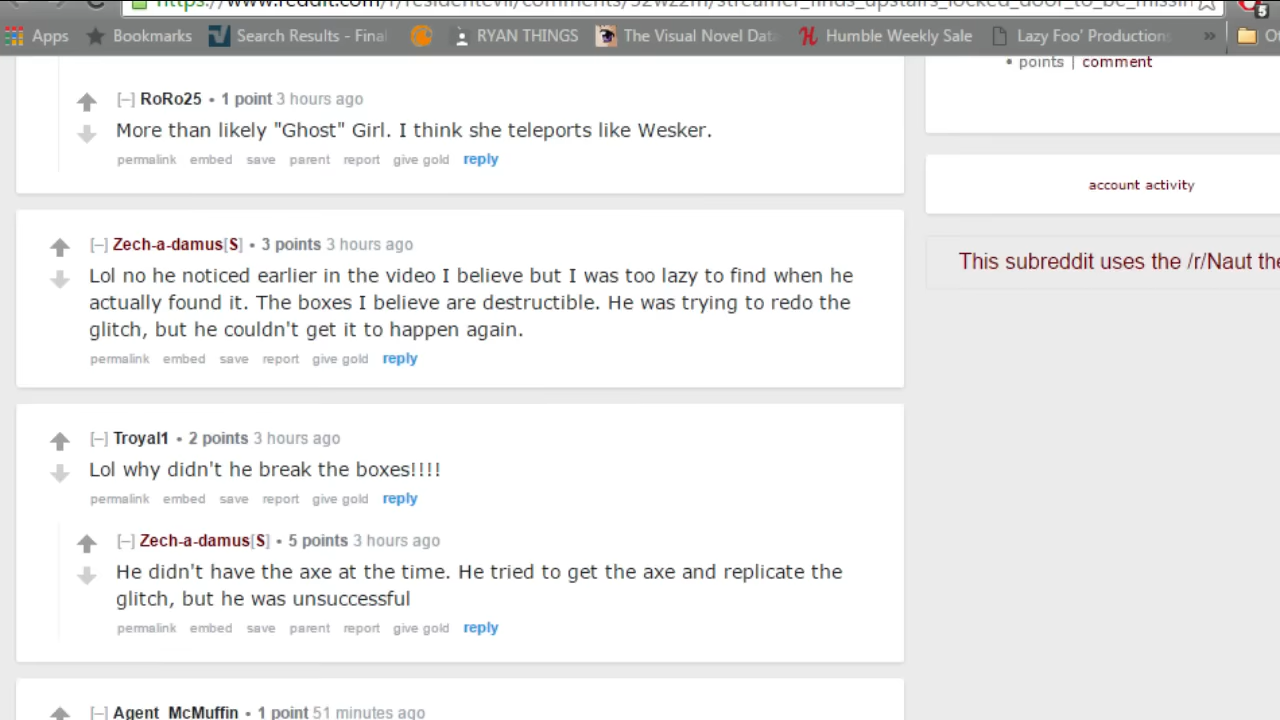 Apps Bookmarks Search Results - Final RYAN THINGS The Visual Novel Dat Humble Weekly Sale Lazy Foo' Productions » 5
• points | comment
[–] RoRo25 • 1 point 3 hours ago
More than likely "Ghost" Girl. I think she teleports like Wesker.
permalink embed save parent report give gold reply
account activity
[–] Zech-a-damus[S] • 3 points 3 hours ago
This subreddit uses the /r/Naut
Lol no he noticed earlier in the video I believe but I was too lazy to find when he
actually found it. The boxes I believe are destructible. He was trying to redo the
glitch, but he couldn't get it to happen again.
permalink embed save report give gold reply
[–] Troyal1 • 2 points 3 hours ago
Lol why didn't he break the boxes!!!!
permalink embed save report give gold reply
[–] Zech-a-damus[S] • 5 points 3 hours ago
He didn't have the axe at the time. He tried to get the axe and replicate the
glitch, but he was unsuccessful
permalink embed save parent report give gold reply
[–] Agent_McMuffin • 1 point 51 minutes ago